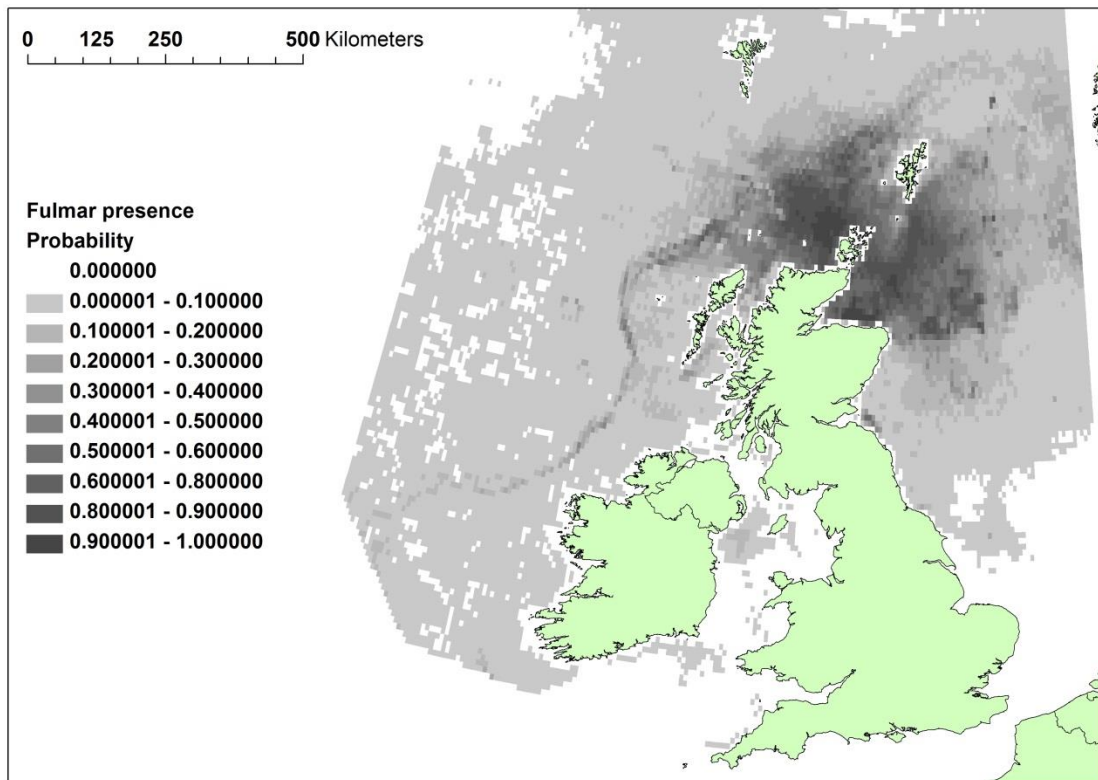 0 125 250 500 Kilometers
Fulmar presence
Probability
0.000000
0.000001 - 0.100000
0.100001 - 0.200000
0.200001 - 0.300000
0.300001 - 0.400000
0.400001 - 0.500000
0.500001 - 0.600000
0.600001 - 0.800000
0.800001 - 0.900000
0.900001 - 1.000000